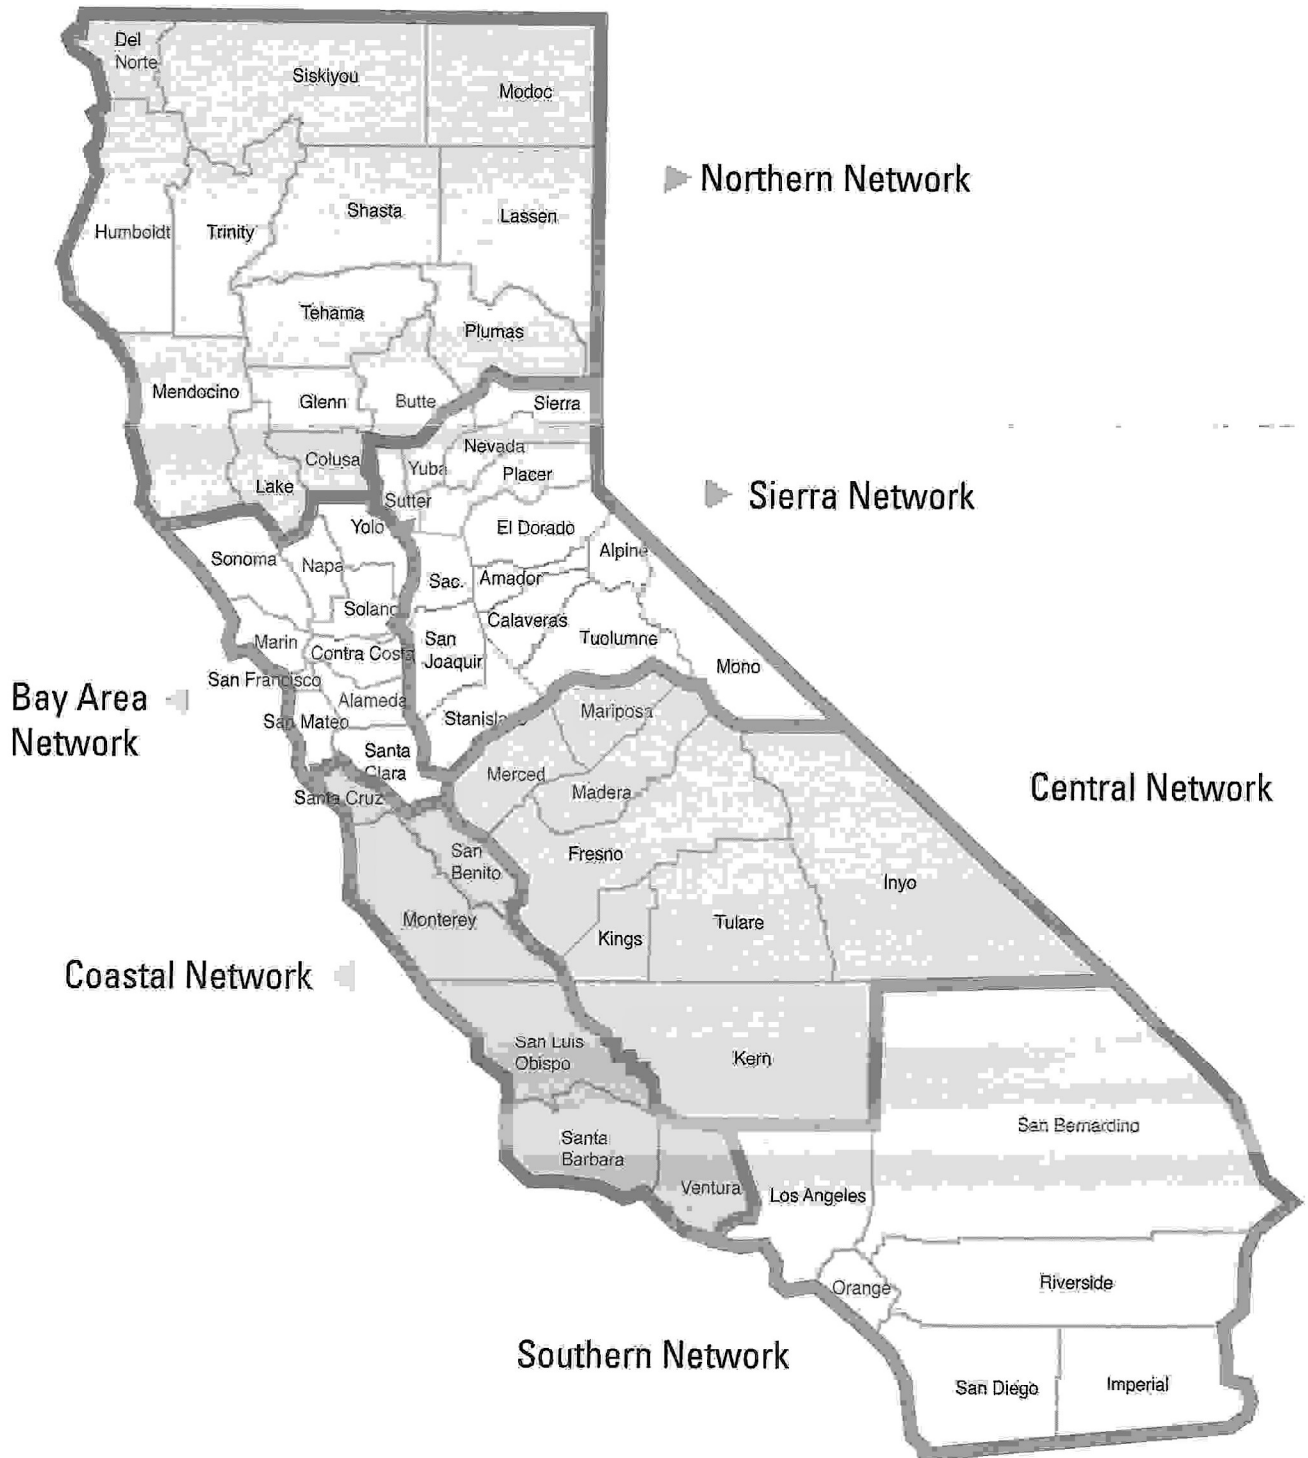 Del
Norte
Siskiyou
Modoc
Northern Network
Shasta
Lassen
Humboldt
Trinity
Tehama
Plumas
Mendocino
Glenn
Butte
Sierra
Nevada
Colusa
Yuba
Placer
Lake
Sutter
Sierra Network
Yolo
El Dorado
Sonoma
Napa
Alpine
Sac.
Amador
Solano
Calaveras
Marin
San
Joaquin
Tuolumne
Contra Costa
Mono
San Francisco
Bay Area
Network
Alameda
San Mateo
Stanisla
Mariposa
Santa
Clara
Merced
Madera
Central Network
Santa Cruz
San
Benito
Fresno
Inyo
Monterey
Kings
Tulare
Coastal Network
San Luis
Obispo
Kern
San Bernardino
Santa
Barbara
Ventura
Los Angeles
Orange
Riverside
Southern Network
San Diego
Imperial